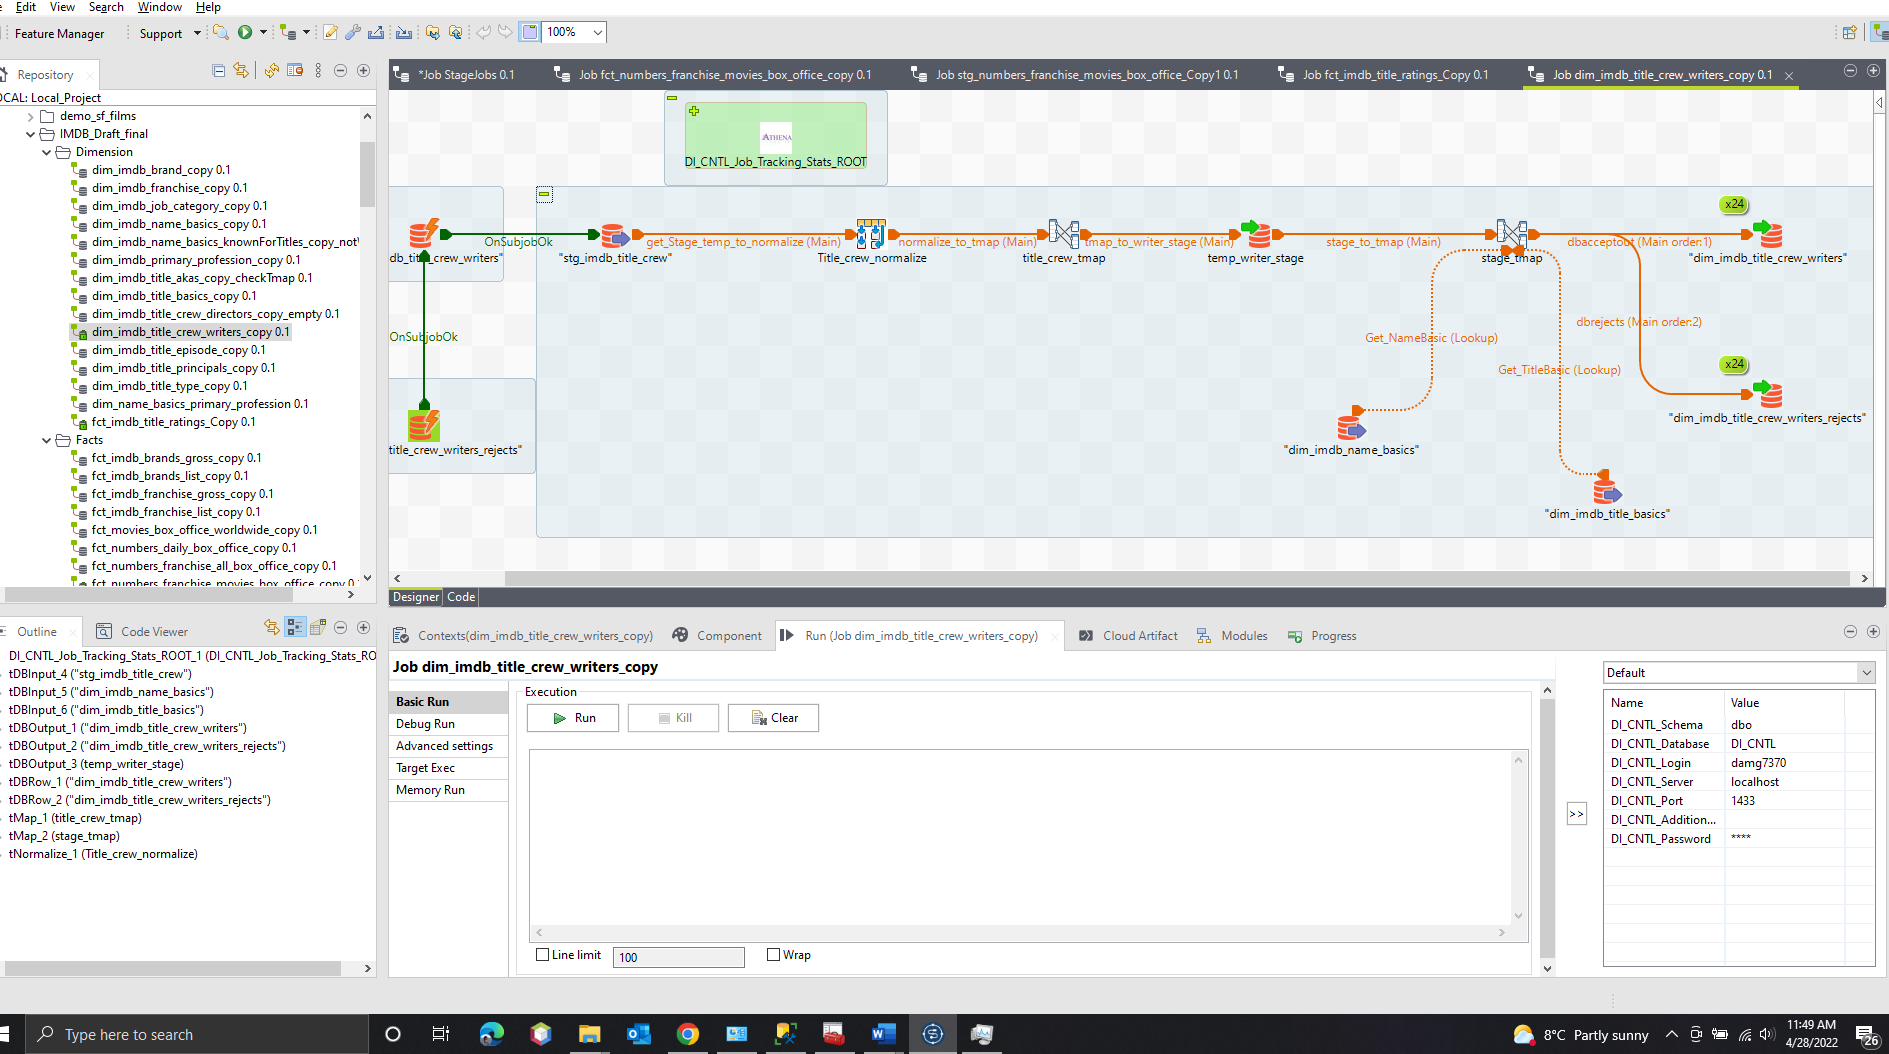 Edit View Search Window Help
Feature Manager Support 100%
Repository
OCAL: Local_Project
demo_sf_films
IMDB_Draft_final
Dimension
dim_imdb_brand_copy 0.1
dim_imdb_franchise_copy 0.1
dim_imdb_job_category_copy 0.1
dim_imdb_name_basics_copy 0.1
dim_imdb_name_basics_knownForTitles_copy_not
dim_imdb_primary_profession_copy 0.1
dim_imdb_title_akas_copy_checkTmap 0.1
dim_imdb_title_basics_copy 0.1
dim_imdb_title_crew_directors_copy_empty 0.1
dim_imdb_title_crew_writers_copy 0.1
dim_imdb_title_episode_copy 0.1
dim_imdb_title_principals_copy 0.1
dim_imdb_title_type_copy 0.1
dim_name_basics_primary_profession 0.1
fct_imdb_title_ratings_Copy 0.1
Facts
fct_imdb_brands_gross_copy 0.1
fct_imdb_brands_list_copy 0.1
fct_imdb_franchise_gross_copy 0.1
fct_imdb_franchise_list_copy 0.1
fct_movies_box_office_worldwide_copy 0.1
fct_numbers_daily_box_office_copy 0.1
fct_numbers_franchise_all_box_office_copy 0.1
fct_numbers_franchise_movies_box_office_copy 0.
*Job StageJobs 0.1
Job fct_numbers_franchise_movies_box_office_copy 0.1
Job stg_numbers_franchise_movies_box_office_Copy1 0.1
Job fct_imdb_title_ratings_Copy 0.1
Job dim_imdb_title_crew_writers_copy 0.1
ATHENA
DI_CNTL_Job_Tracking_Stats_ROOT
x24
OnSubjobOk
get_Stage_temp_to_normalize (Main)
normalize_to_tmap (Main)
tmap_to_writer_stage (Main)
stage_to_tmap (Main)
dbacceptout (Main order:1)
db_title_crew_writers"
"stg_imdb_title_crew"
Title_crew_normalize
title_crew_tmap
temp_writer_stage
stage_tmap
"dim_imdb_title_crew_writers"
dbrejects (Main order:2)
OnSubjobOk
Get_NameBasic (Lookup)
Get_TitleBasic (Lookup)
x24
"dim_imdb_title_crew_writers_rejects"
title_crew_writers_rejects"
"dim_imdb_name_basics"
"dim_imdb_title_basics"
Designer Code
Outline Code Viewer
DI_CNTL_Job_Tracking_Stats_ROOT_1 (DI_CNTL_Job_Tracking_Stats_RO
tDBInput_4 ("stg_imdb_title_crew")
tDBInput_5 ("dim_imdb_name_basics")
tDBInput_6 ("dim_imdb_title_basics")
tDBOutput_1 ("dim_imdb_title_crew_writers")
tDBOutput_2 ("dim_imdb_title_crew_writers_rejects")
tDBOutput_3 (temp_writer_stage)
tDBRow_1 ("dim_imdb_title_crew_writers")
tDBRow_2 ("dim_imdb_title_crew_writers_rejects")
tMap_1 (title_crew_tmap)
tMap_2 (stage_tmap)
tNormalize_1 (Title_crew_normalize)
Contexts(dim_imdb_title_crew_writers_copy) Component Run (Job dim_imdb_title_crew_writers_copy) Cloud Artifact Modules Progress
Job dim_imdb_title_crew_writers_copy
Basic Run
Debug Run
Advanced settings
Target Exec
Memory Run
Execution
Run Kill Clear
Line limit 100 Wrap
>>
Default
Name Value
DI_CNTL_Schema dbo
DI_CNTL_Database DI_CNTL
DI_CNTL_Login damg7370
DI_CNTL_Server localhost
DI_CNTL_Port 1433
DI_CNTL_Addition...
DI_CNTL_Password ****
Type here to search
8°C Partly sunny
11:49 AM
4/28/2022
26